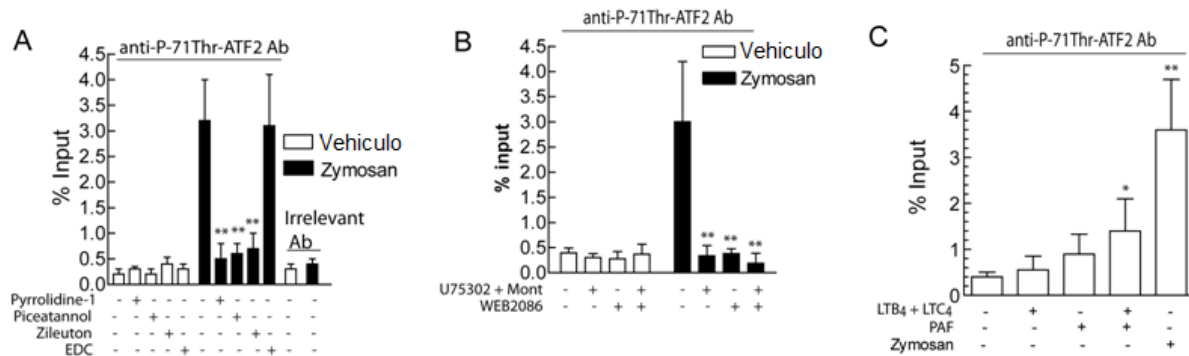 A
anti-P-71Thr-ATF2 Ab
4.5
4.0
3.5
3.0
2.5
2.0
1.5
1.0
0.5
0.0
% Input
Vehiculo
Zymosan
Irrelevant
Ab
** ** **
Pyrrolidine-1 - + - - - - + - - - - -
Piceatannol - - + - - - - + - - - -
Zileuton - - - + - - - - + - - -
EDC - - - - + - - - - + - -
B
anti-P-71Thr-ATF2 Ab
4.5
4.0
3.5
3.0
2.5
2.0
1.5
1.0
0.5
0.0
% input
Vehiculo
Zymosan
** ** **
U75302 + Mont - + - + - + - +
WEB2086 - - + + - - + +
C
anti-P-71Thr-ATF2 Ab
5
4
3
2
1
0
% Input
**
*
LTB4 + LTC4 - + - + -
PAF - - + + -
Zymosan - - - - +